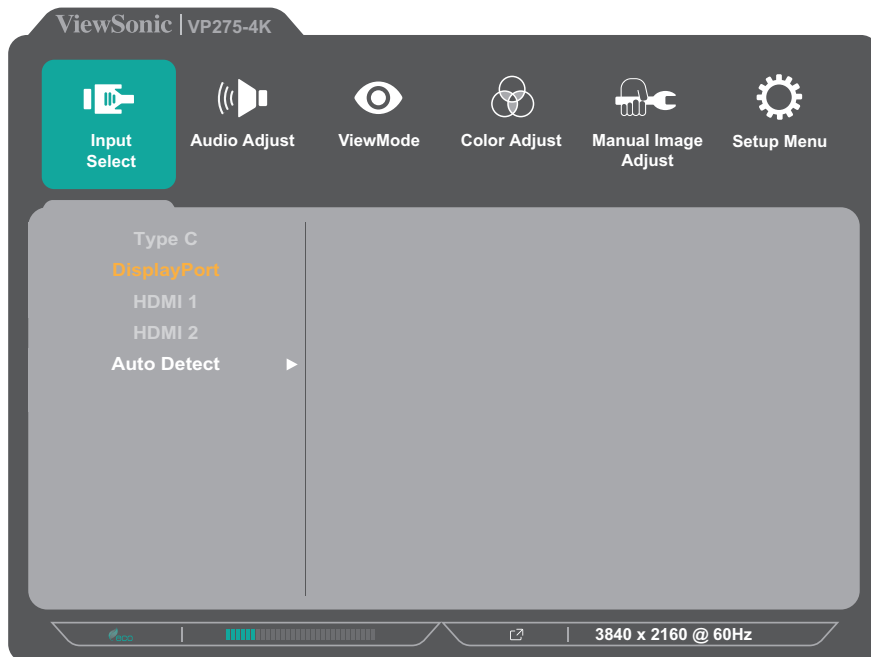 ViewSonic VP275-4K
Input
Select
Audio Adjust
ViewMode
Color Adjust
Manual Image
Adjust
Setup Menu
Type C
DisplayPort
HDMI 1
HDMI 2
Auto Detect
eco
3840 x 2160 @ 60Hz